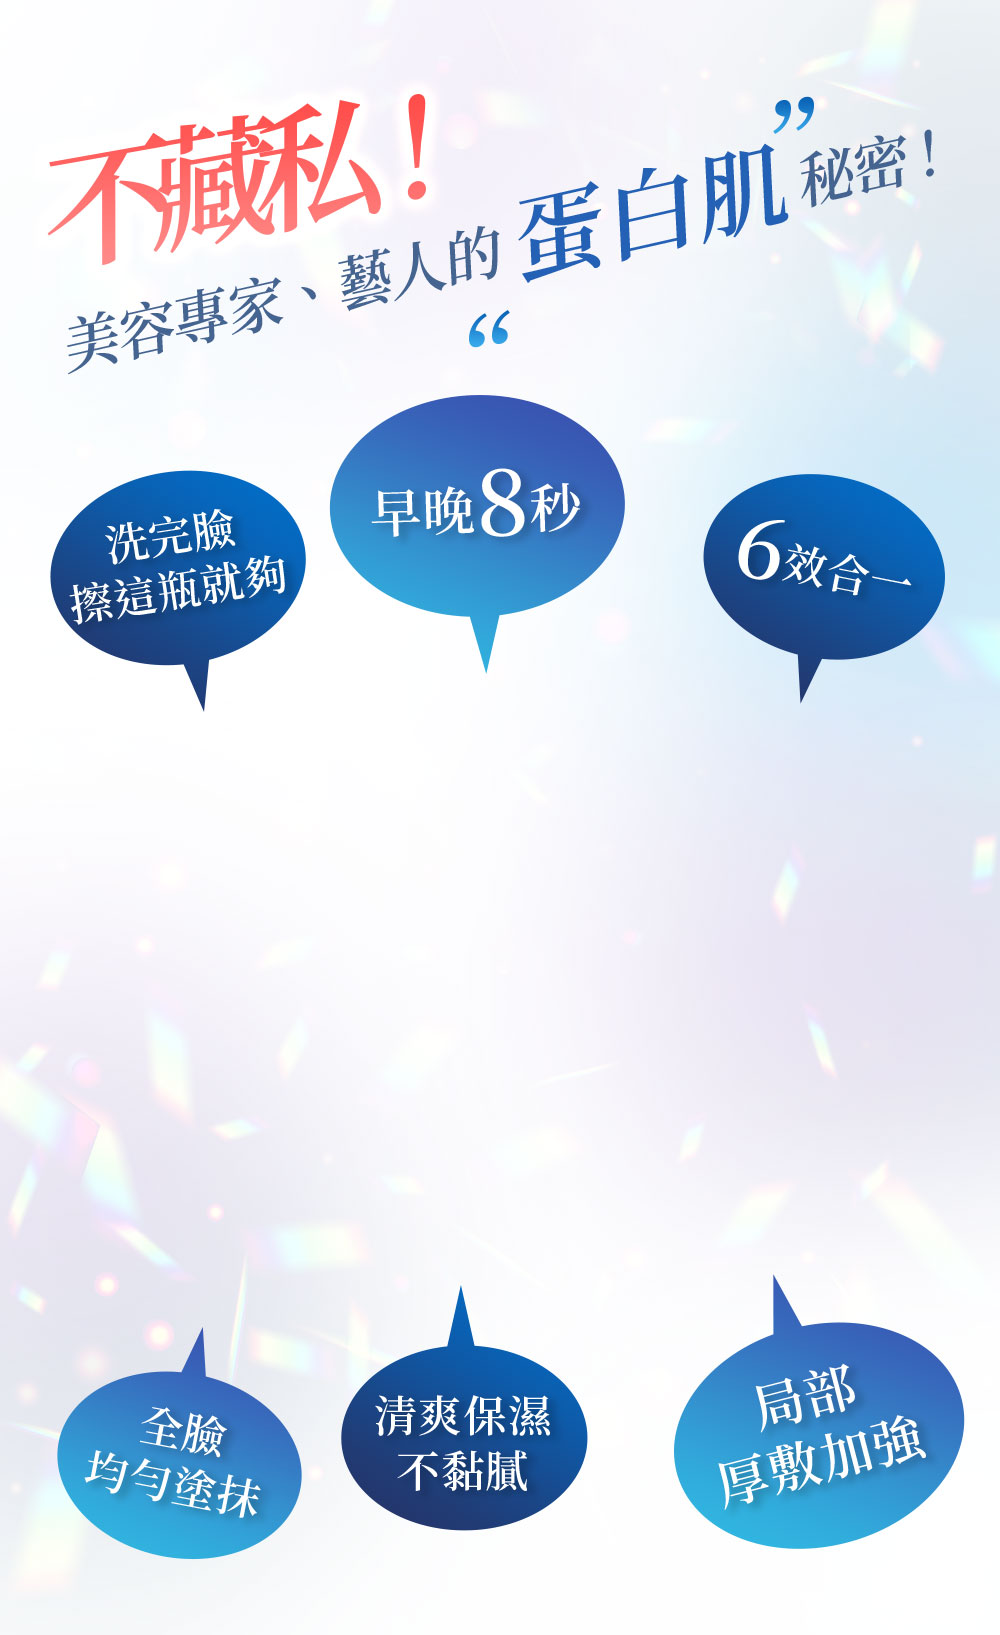 不藏私！
美容專家、藝人的“蛋白肌”秘密！
洗完臉
擦這瓶就夠
早晚8秒
6效合一
全臉
均勻塗抹
清爽保濕
不黏膩
局部
厚敷加強